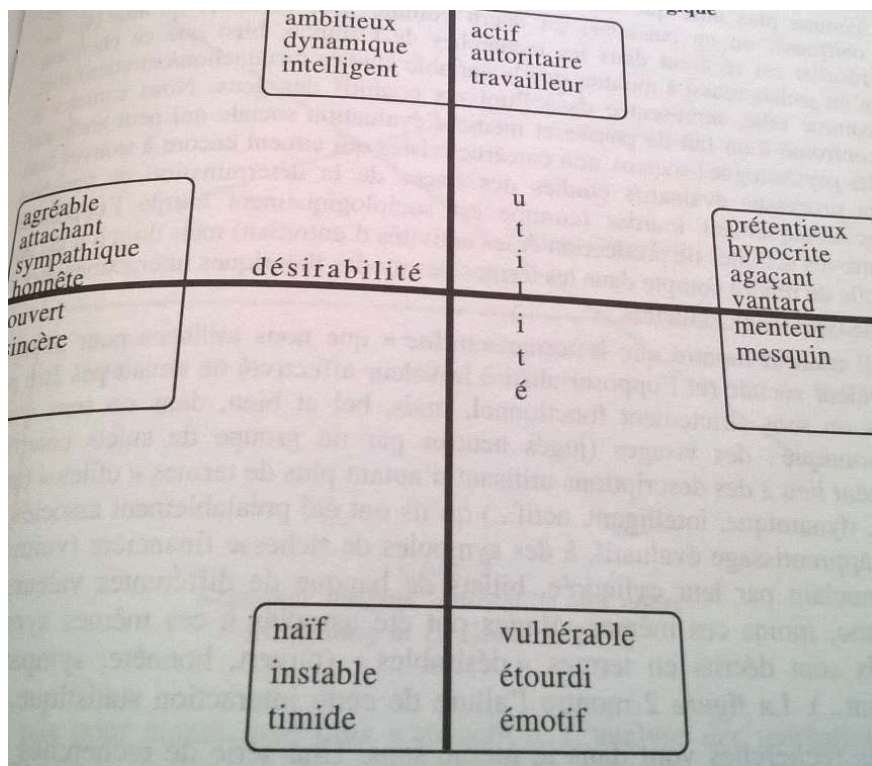 ambitieux
dynamique
intelligent
actif
autoritaire
travailleur
agréable
attachant
sympathique
honnête
ouvert
sincère
désirabilité
utilité
prétentieux
hypocrite
agaçant
vantard
menteur
mesquin
naïf
instable
timide
vulnérable
étourdi
émotif